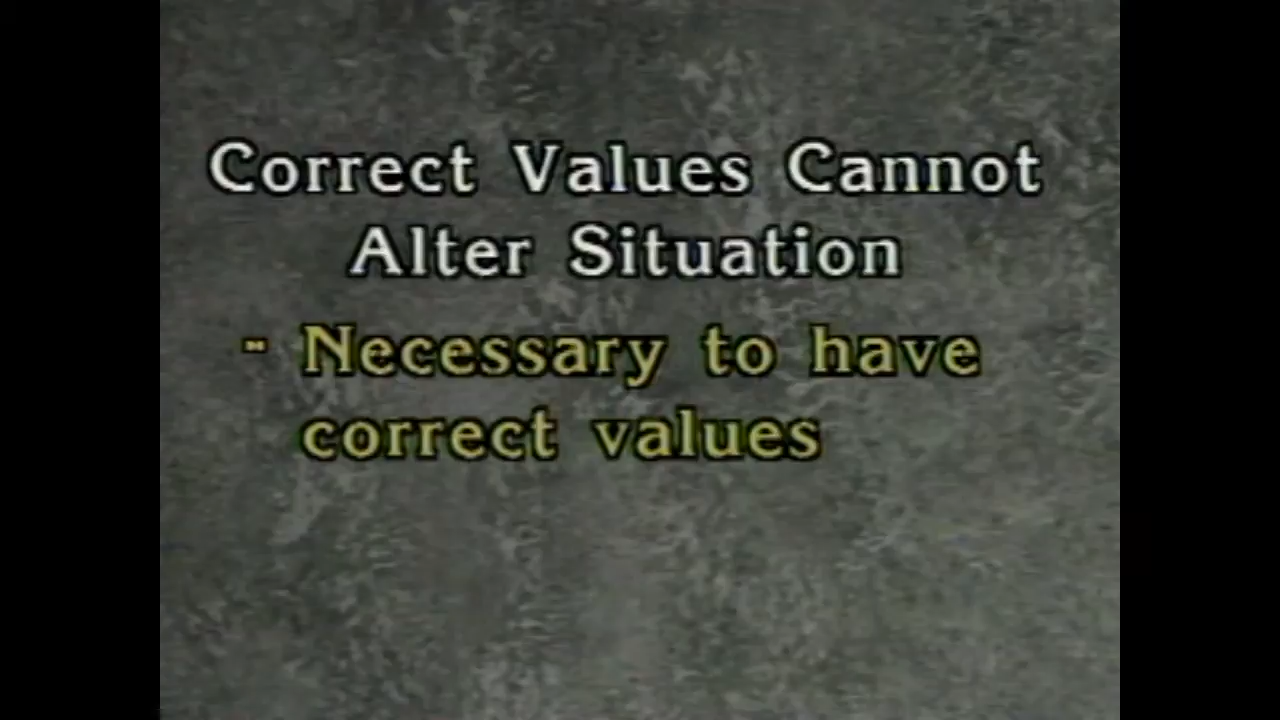 Correct Values Cannot
Alter Situation
- Necessary to have
correct values